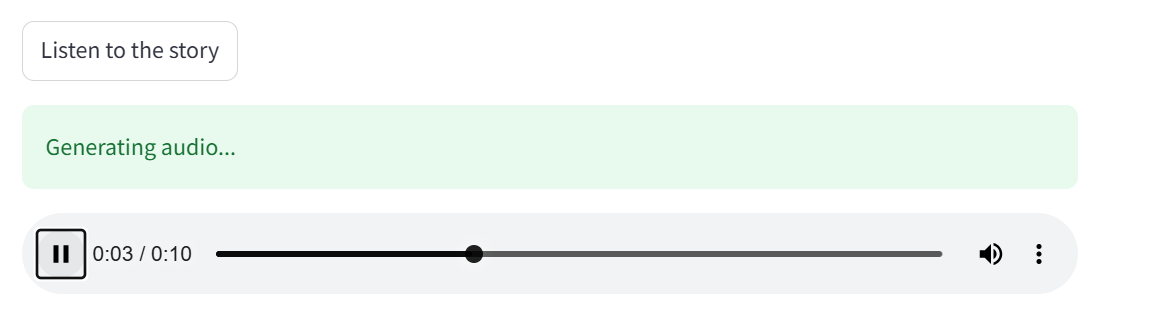 Listen to the story
Generating audio...
0:03 / 0:10